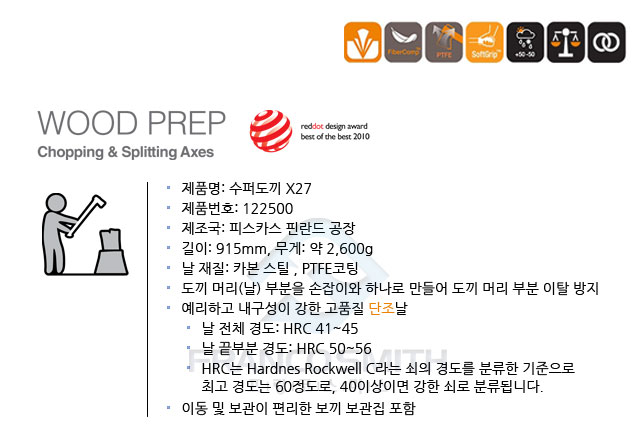 FiberComp
PTFE
SoftGrip
+50 -50
WOOD PREP
Chopping & Splitting Axes
reddot design award
best of the best 2010
제품명: 수퍼도끼 X27
제품번호: 122500
제조국: 피스카스 핀란드 공장
길이: 915mm, 무게: 약 2,600g
날 재질: 카본 스틸 , PTFE코팅
도끼 머리(날) 부분을 손잡이와 하나로 만들어 도끼 머리 부분 이탈 방지
예리하고 내구성이 강한 고품질 단조날
날 전체 경도: HRC 41~45
날 끝부분 경도: HRC 50~56
HRC는 Hardnes Rockwell C라는 쇠의 경도를 분류한 기준으로
최고 경도는 60정도로, 40이상이면 강한 쇠로 분류됩니다.
이동 및 보관이 편리한 보끼 보관집 포함
FRANCOSMITH